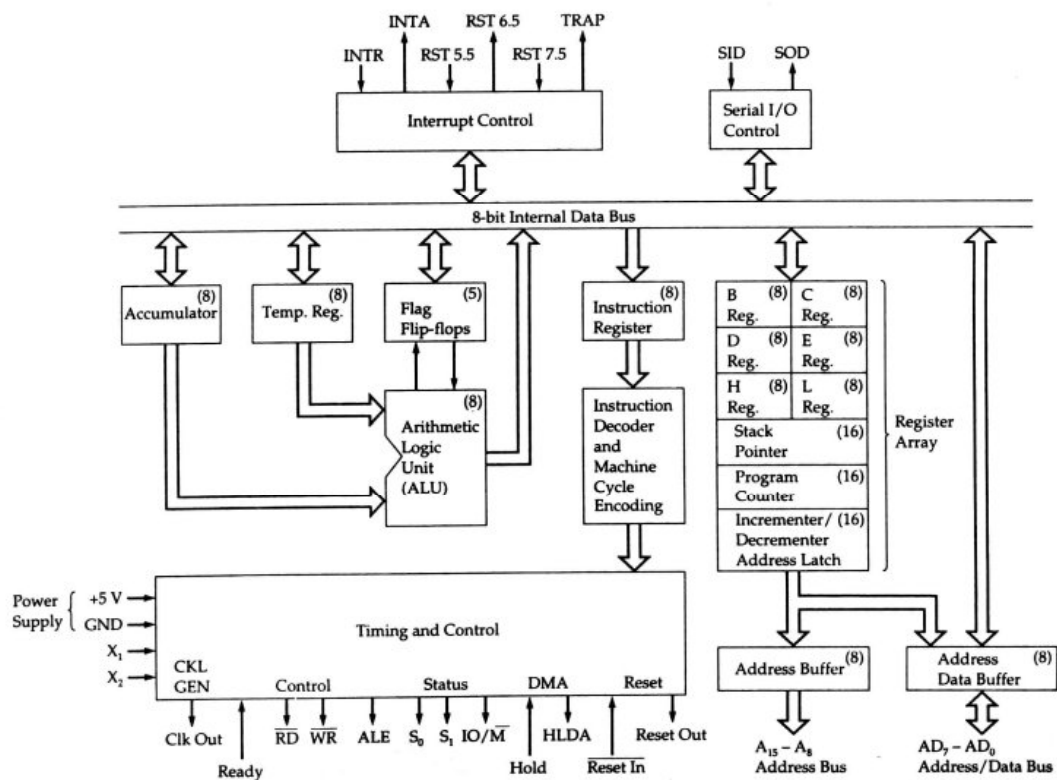 INTA RST 6.5 TRAP
INTR RST 5.5 RST 7.5
SID SOD
Interrupt Control
Serial I/O
Control
8-bit Internal Data Bus
(8)
Accumulator
(8)
Temp. Reg.
(5)
Flag
Flip-flops
(8)
Instruction
Register
B (8)
Reg.
C (8)
Reg.
D (8)
Reg.
E (8)
Reg.
H (8)
Reg.
L (8)
Reg.
Stack (16)
Pointer
Program (16)
Counter
Incrementer/ (16)
Decrementer
Address Latch
Register
Array
(8)
Arithmetic
Logic
Unit
(ALU)
Instruction
Decoder
and
Machine
Cycle
Encoding
Power
Supply
+5 V
GND
X₁
X₂
Timing and Control
CKL
GEN
Control Status DMA Reset
Clk Out
Ready
R̅D̅ W̅R̅ ALE S₀ S₁ IO/M̅
Hold
HLDA
R̅e̅s̅e̅t̅ I̅n̅
Reset Out
Address Buffer (8)
Address (8)
Data Buffer
A₁₅ – A₈
Address Bus
AD₇ – AD₀
Address/Data Bus